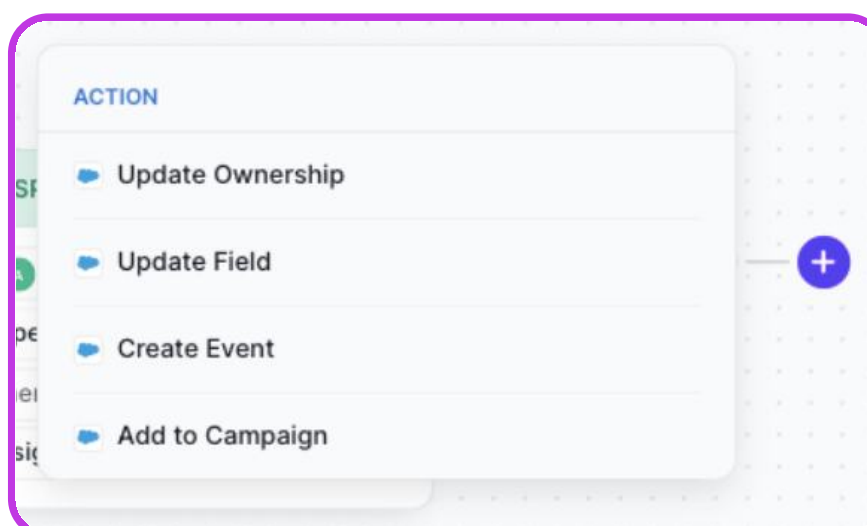 ACTION
Update Ownership
Update Field
Create Event
Add to Campaign